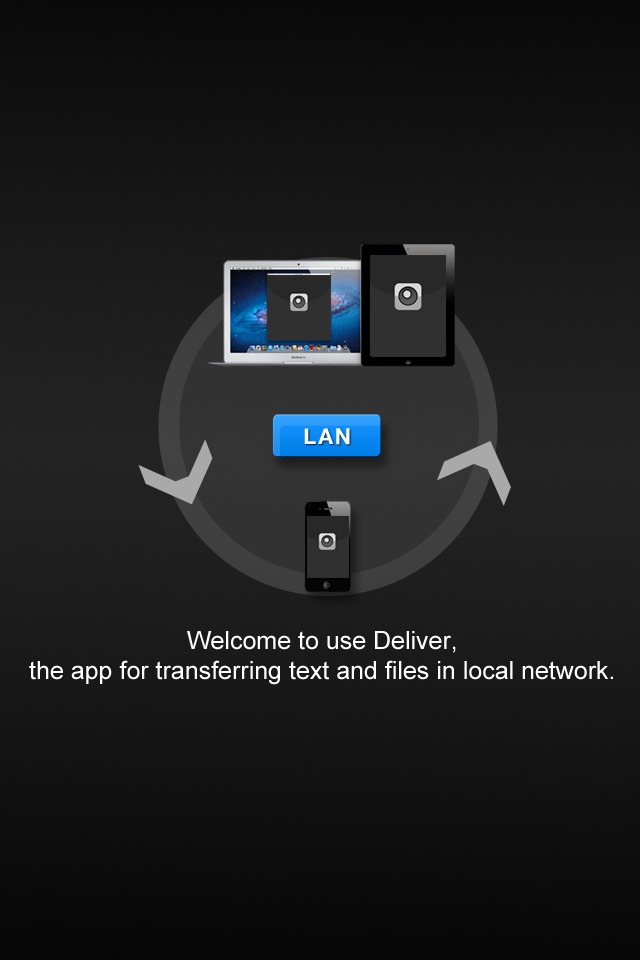 LAN
Welcome to use Deliver,
the app for transferring text and files in local network.